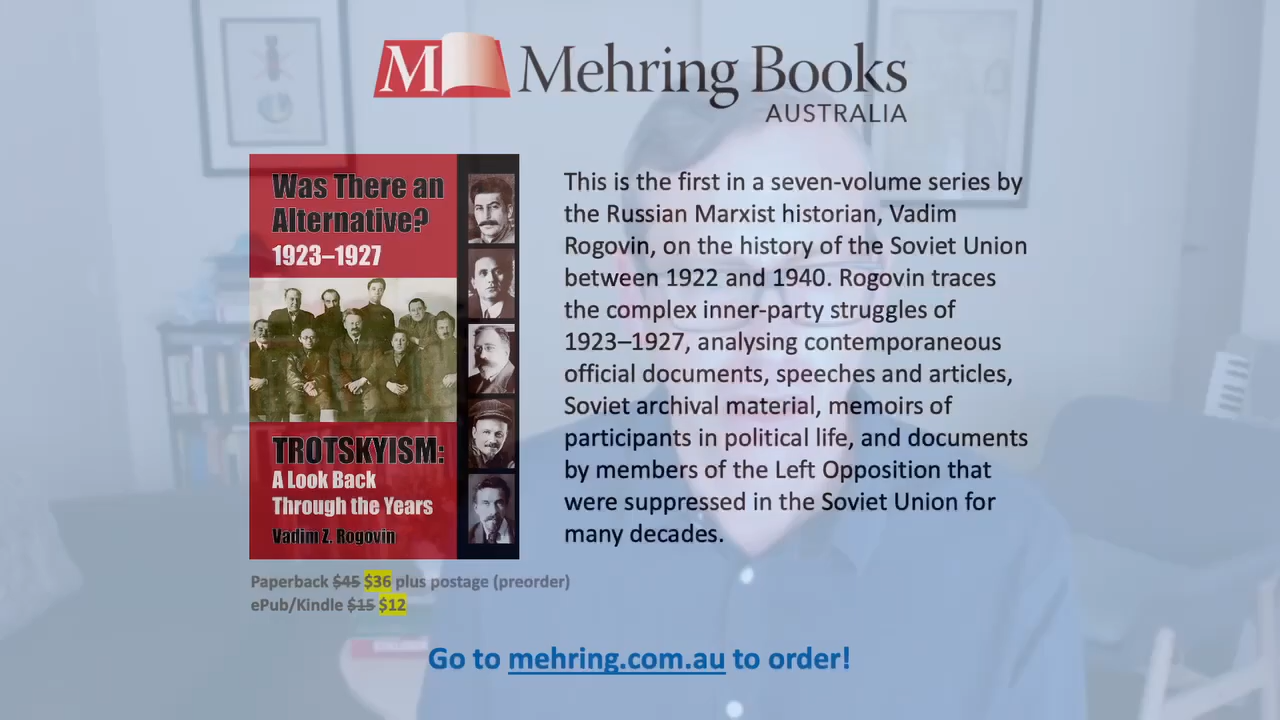 M
Mehring Books
AUSTRALIA
Was There an
Alternative?
1923–1927
TROTSKYISM:
A Look Back
Through the Years
Vadim Z. Rogovin
This is the first in a seven-volume series by
the Russian Marxist historian, Vadim
Rogovin, on the history of the Soviet Union
between 1922 and 1940. Rogovin traces
the complex inner-party struggles of
1923–1927, analysing contemporaneous
official documents, speeches and articles,
Soviet archival material, memoirs of
participants in political life, and documents
by members of the Left Opposition that
were suppressed in the Soviet Union for
many decades.
Paperback $45 $36 plus postage (preorder)
ePub/Kindle $15 $12
Go to mehring.com.au to order!